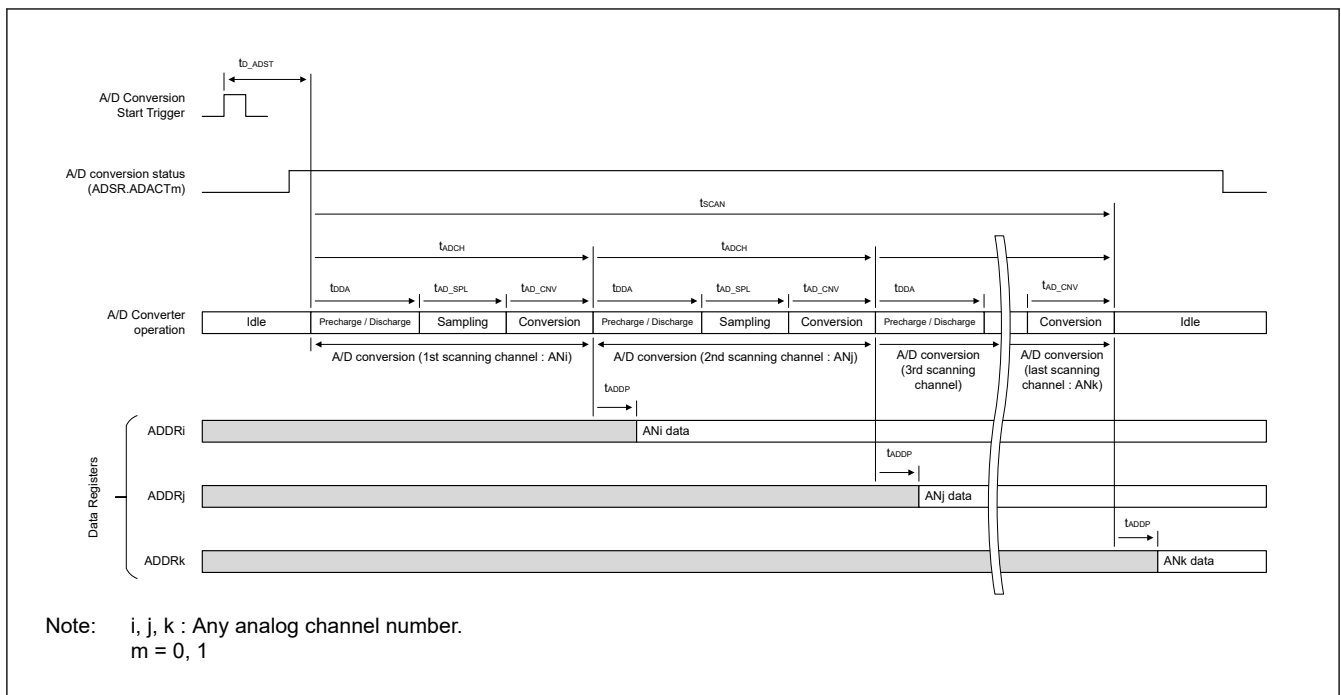 tD_ADST
A/D Conversion
Start Trigger
A/D conversion status
(ADSR.ADACTm)
tSCAN
tADCH
tADCH
tDDA
tAD_SPL
tAD_CNV
tDDA
tAD_SPL
tAD_CNV
tDDA
tAD_CNV
A/D Converter
operation
Idle
Precharge / Discharge
Sampling
Conversion
Precharge / Discharge
Sampling
Conversion
Precharge / Discharge
Conversion
Idle
A/D conversion (1st scanning channel : ANi)
A/D conversion (2nd scanning channel : ANj)
A/D conversion
(3rd scanning
channel)
A/D conversion
(last scanning
channel : ANk)
tADDP
Data Registers
ADDRi
ANi data
tADDP
ADDRj
ANj data
tADDP
ADDRk
ANk data
Note: i, j, k : Any analog channel number.
m = 0, 1